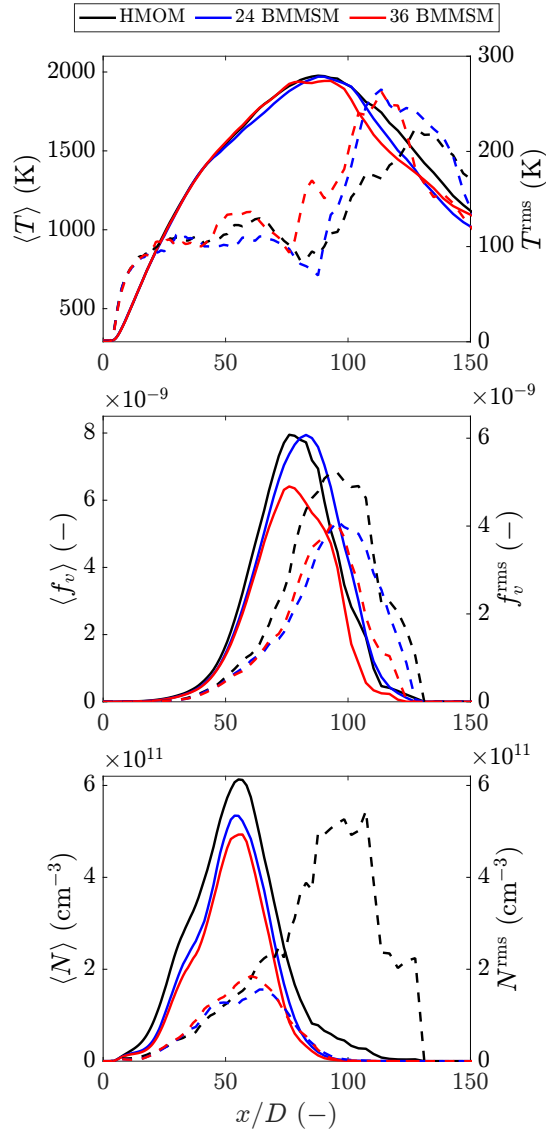 HMOM 24 BMMSM 36 BMMSM
2000 1500 1000 500
⟨T⟩ (K)
300 200 100 0
T^rms (K)
0 50 100 150
×10^−9 ×10^−9
8 6 4 2 0
⟨f_v⟩ (−)
6 4 2 0
f_v^rms (−)
0 50 100 150
×10^11 ×10^11
6 4 2 0
⟨N⟩ (cm^−3)
6 4 2 0
N^rms (cm^−3)
0 50 100 150
x/D (−)